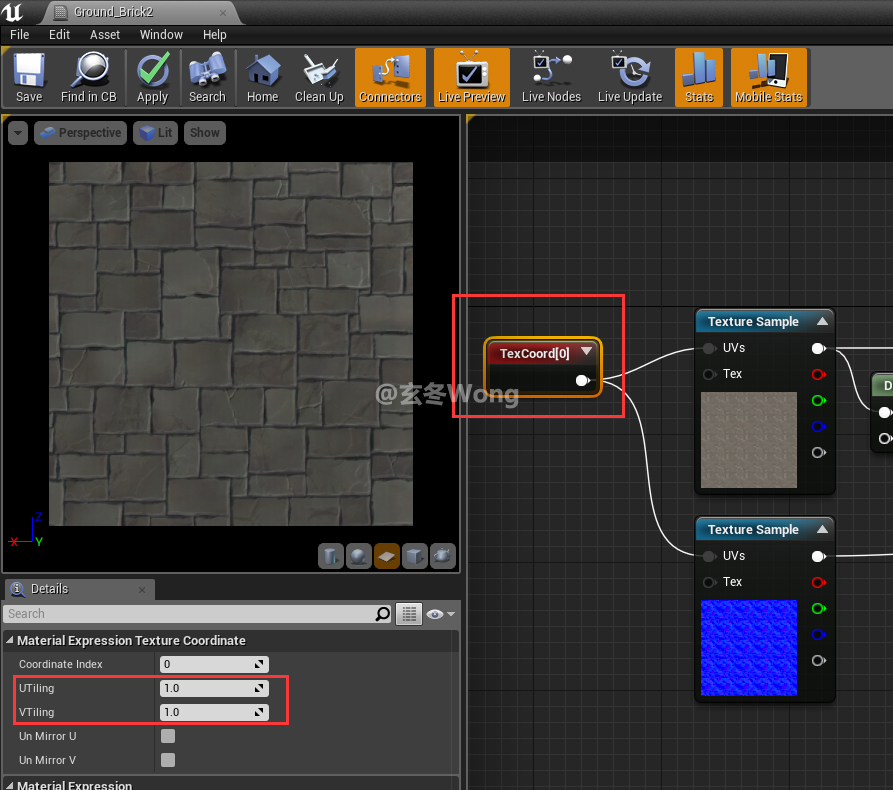 Ground_Brick2
File Edit Asset Window Help
Save Find in CB Apply Search Home Clean Up Connectors Live Preview Live Nodes Live Update Stats Mobile Stats
Perspective Lit Show
TexCoord[0]
Texture Sample
UVs
Tex
D
@玄冬Wong
Texture Sample
UVs
Tex
Z
X Y
Details
Search
Material Expression Texture Coordinate
Coordinate Index 0
UTiling 1.0
VTiling 1.0
Un Mirror U
Un Mirror V
Material Expression